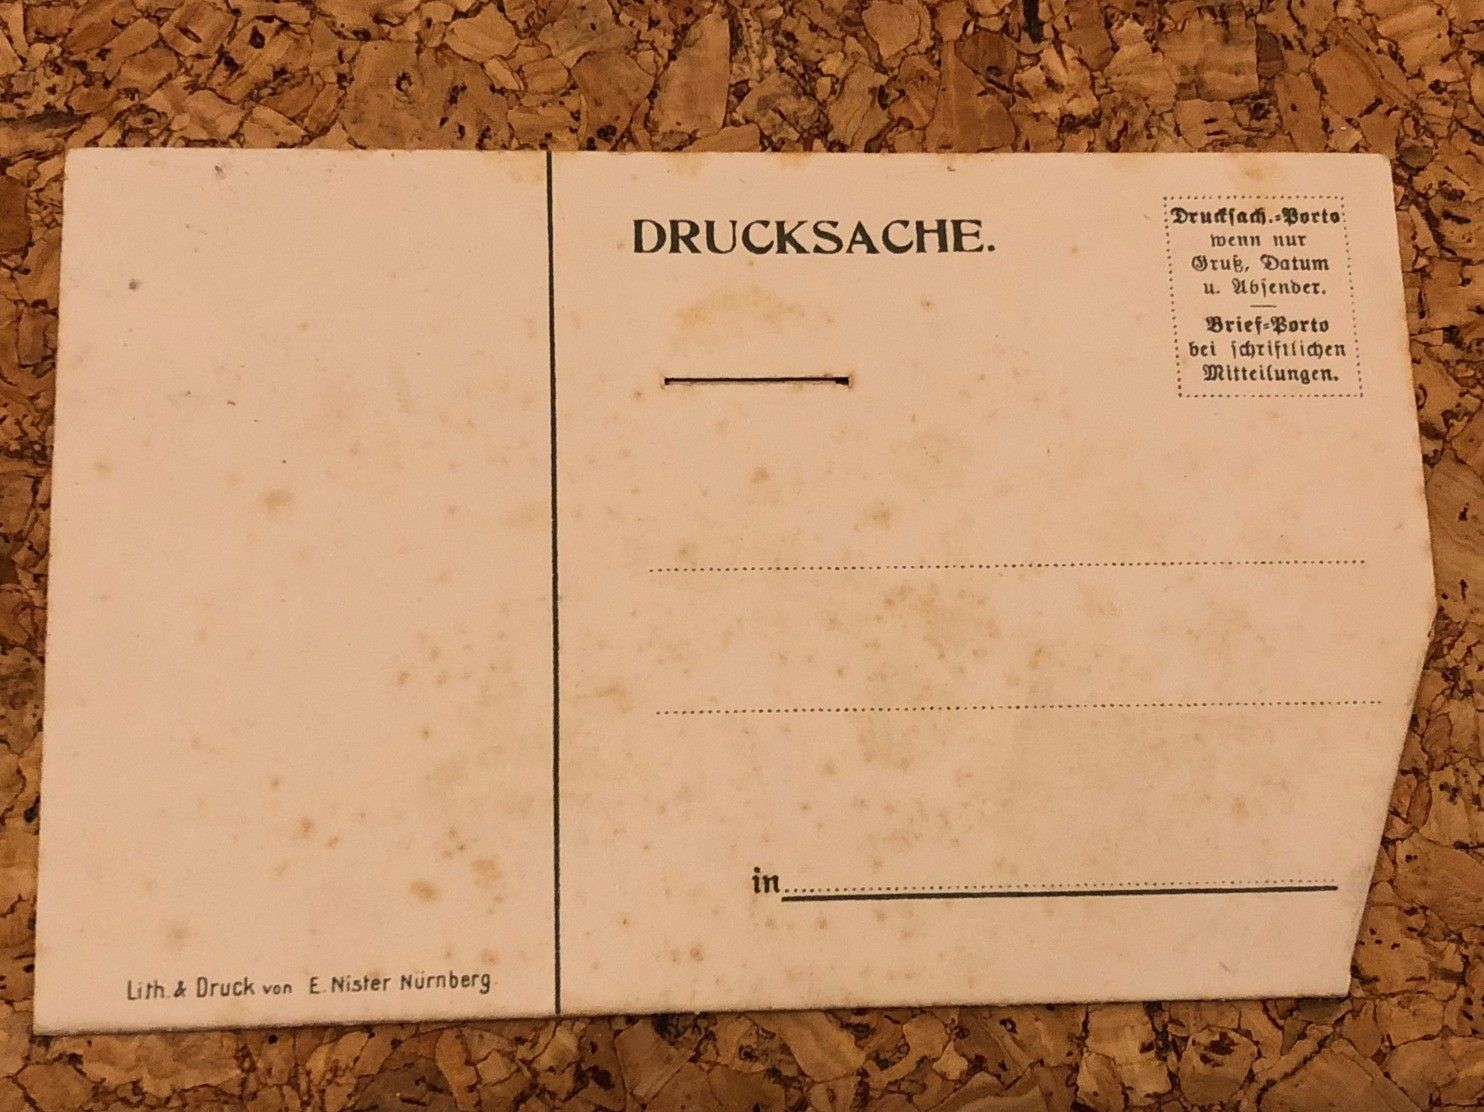 DRUCKSACHE.
Drucksach.-Porto
wenn nur
Gruß, Datum
u. Absender.
Brief-Porto
bei schriftlichen
Mitteilungen.
in
Lith. & Druck von E. Nister Nürnberg.